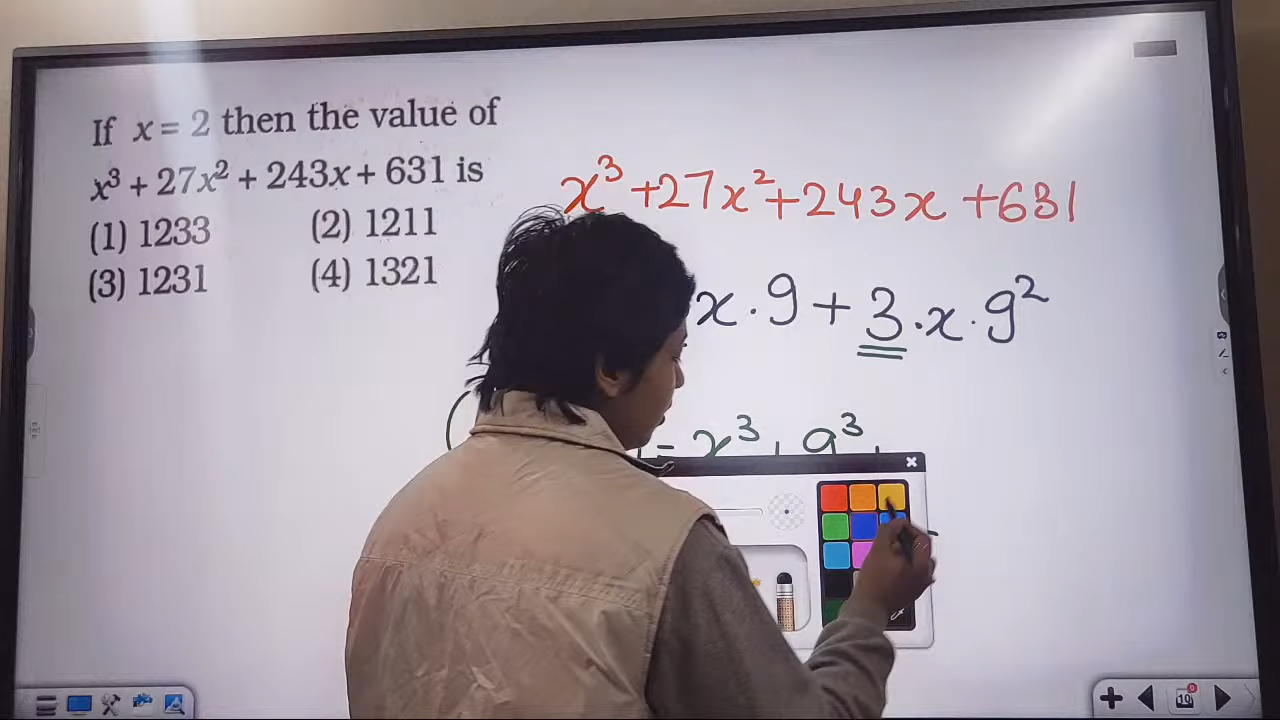 If x = 2 then the value of
x³ + 27x² + 243x + 631 is
(1) 1233 (2) 1211
(3) 1231 (4) 1321
x³ + 27x² + 243x + 631
x · 9 + 3 · x · 9²
= x³ + 9³ +
10